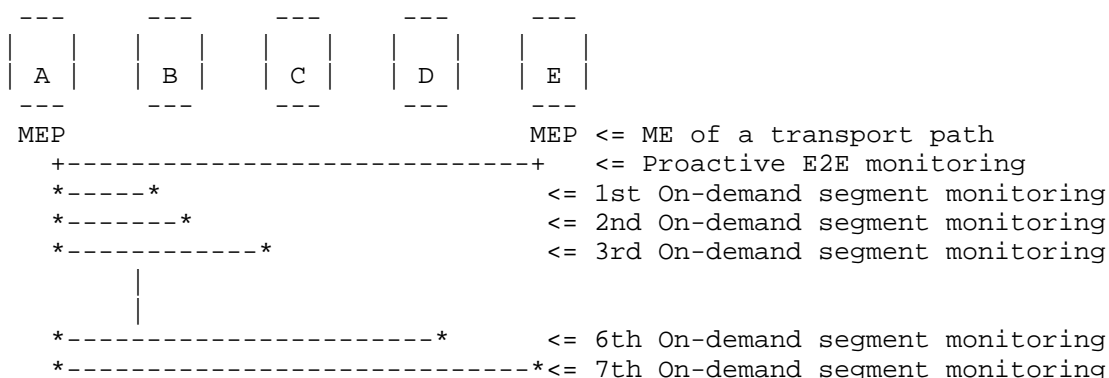 A B C D E
MEP MEP <= ME of a transport path
+-----------------------------+ <= Proactive E2E monitoring
*-----* <= 1st On-demand segment monitoring
*-------* <= 2nd On-demand segment monitoring
*------------* <= 3rd On-demand segment monitoring
*-----------------------* <= 6th On-demand segment monitoring
*-----------------------------*<= 7th On-demand segment monitoring